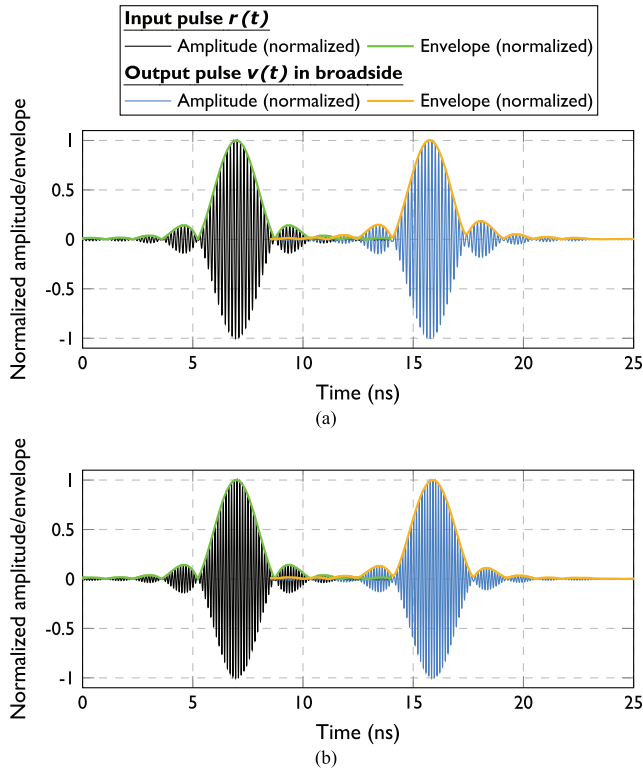 Input pulse r(t)
Amplitude (normalized) Envelope (normalized)
Output pulse v(t) in broadside
Amplitude (normalized) Envelope (normalized)
Normalized amplitude/envelope
1
0.5
0
-0.5
-1
0 5 10 15 20 25
Time (ns)
(a)
Normalized amplitude/envelope
1
0.5
0
-0.5
-1
0 5 10 15 20 25
Time (ns)
(b)